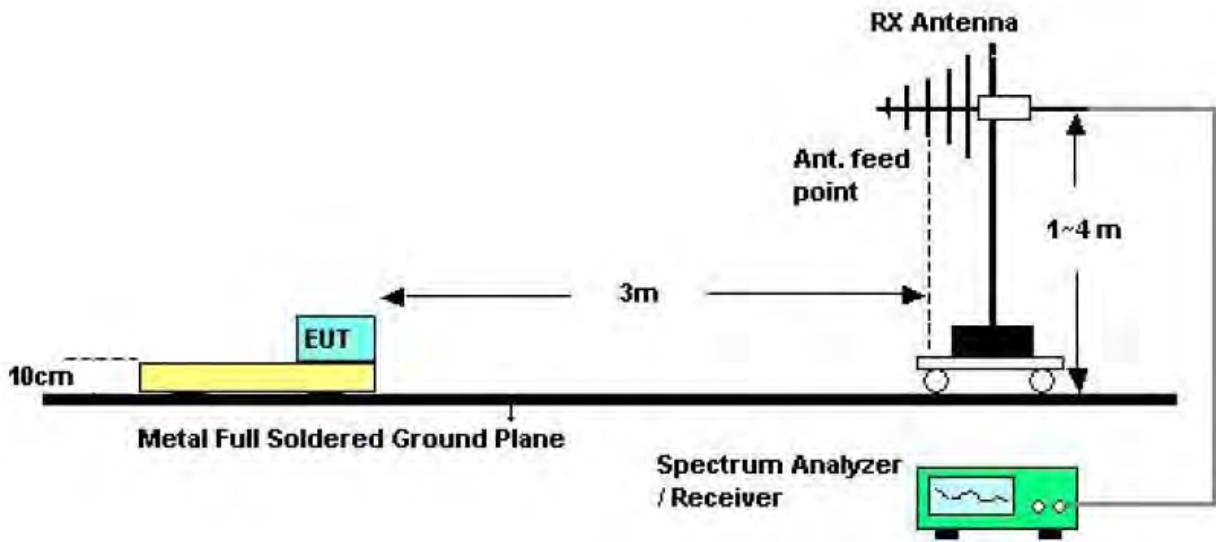 RX Antenna
Ant. feed
point
1~4 m
3m
EUT
10cm
Metal Full Soldered Ground Plane
Spectrum Analyzer
/ Receiver